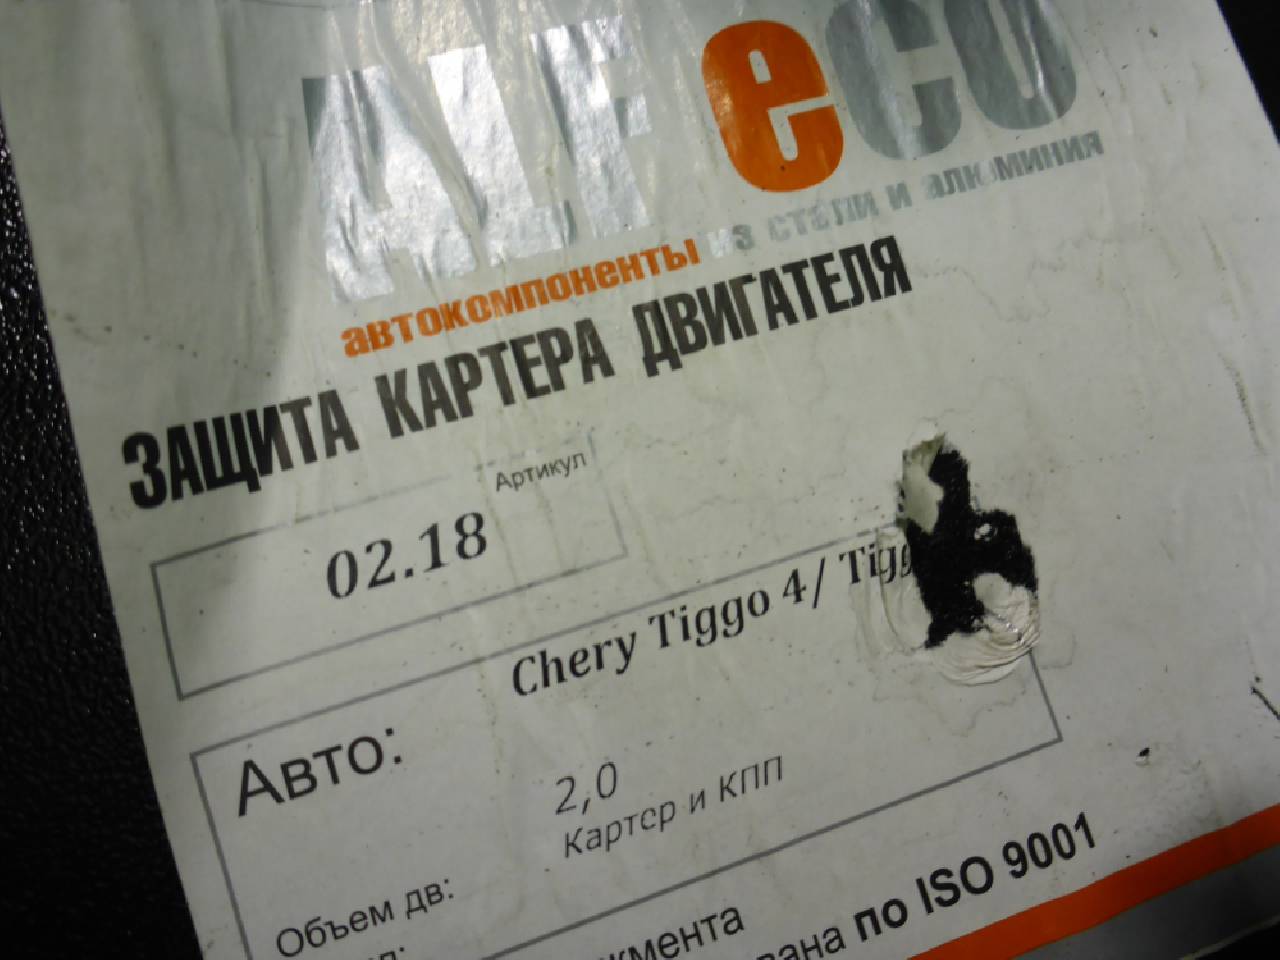 ALFeco
автокомпоненты из стали и алюминия
ЗАЩИТА КАРТЕРА ДВИГАТЕЛЯ
Артикул
02.18
Авто: Chery Tiggo 4/
Объем дв: 2,0
Картер и КПП
по ISO 9001